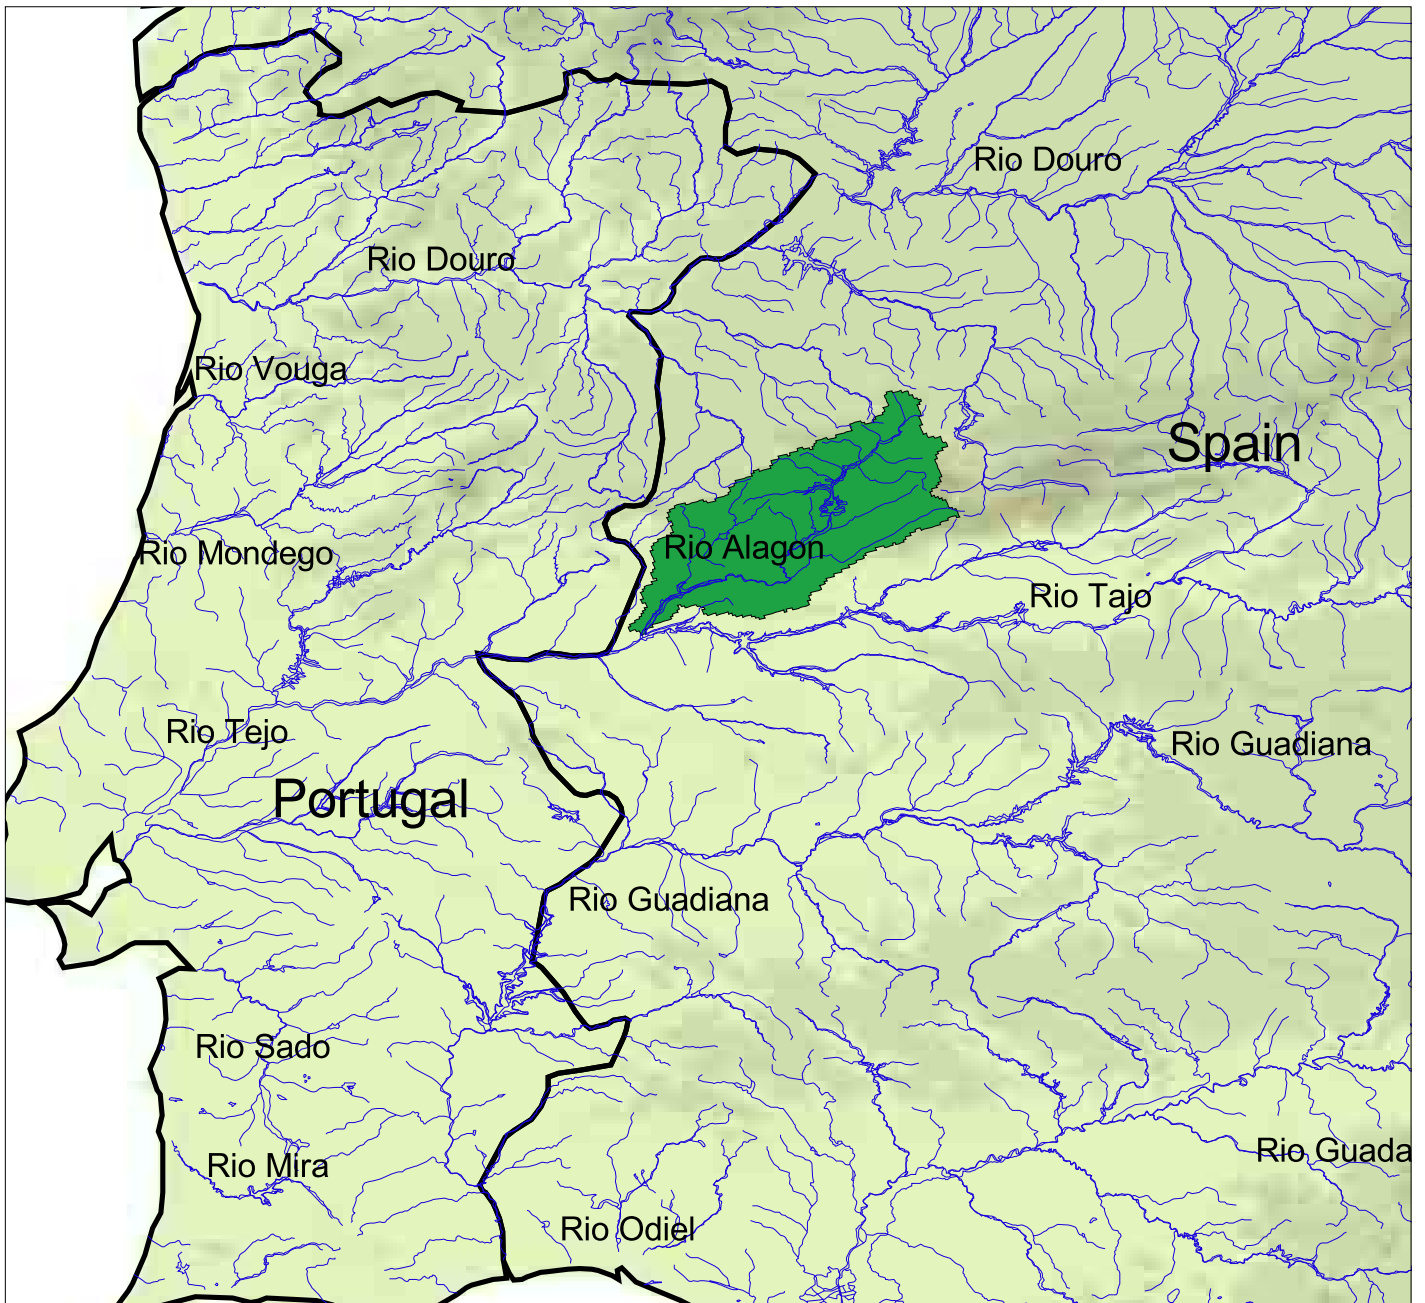 Rio Douro
Rio Douro
Rio Vouga
Spain
Rio Mondego
Rio Alagon
Rio Tajo
Rio Tejo
Rio Guadiana
Portugal
Rio Guadiana
Rio Sado
Rio Guada
Rio Mira
Rio Odiel